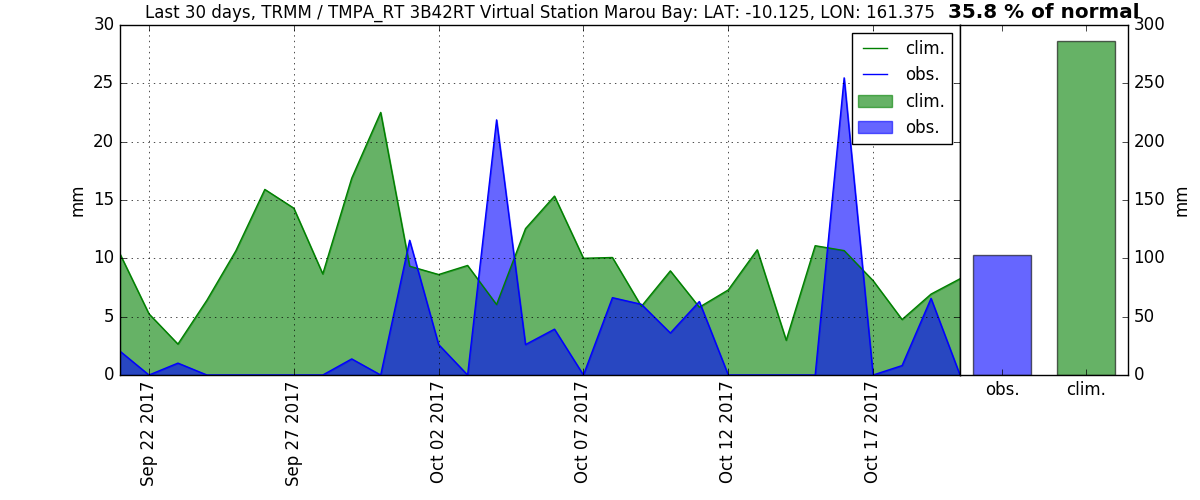 Last 30 days, TRMM / TMPA_RT 3B42RT Virtual Station Marou Bay: LAT: -10.125, LON: 161.375
35.8 % of normal
30
25
20
15
10
5
0
mm
clim.
obs.
clim.
obs.
300
250
200
150
100
50
0
mm
Sep 22 2017
Sep 27 2017
Oct 02 2017
Oct 07 2017
Oct 12 2017
Oct 17 2017
obs.
clim.